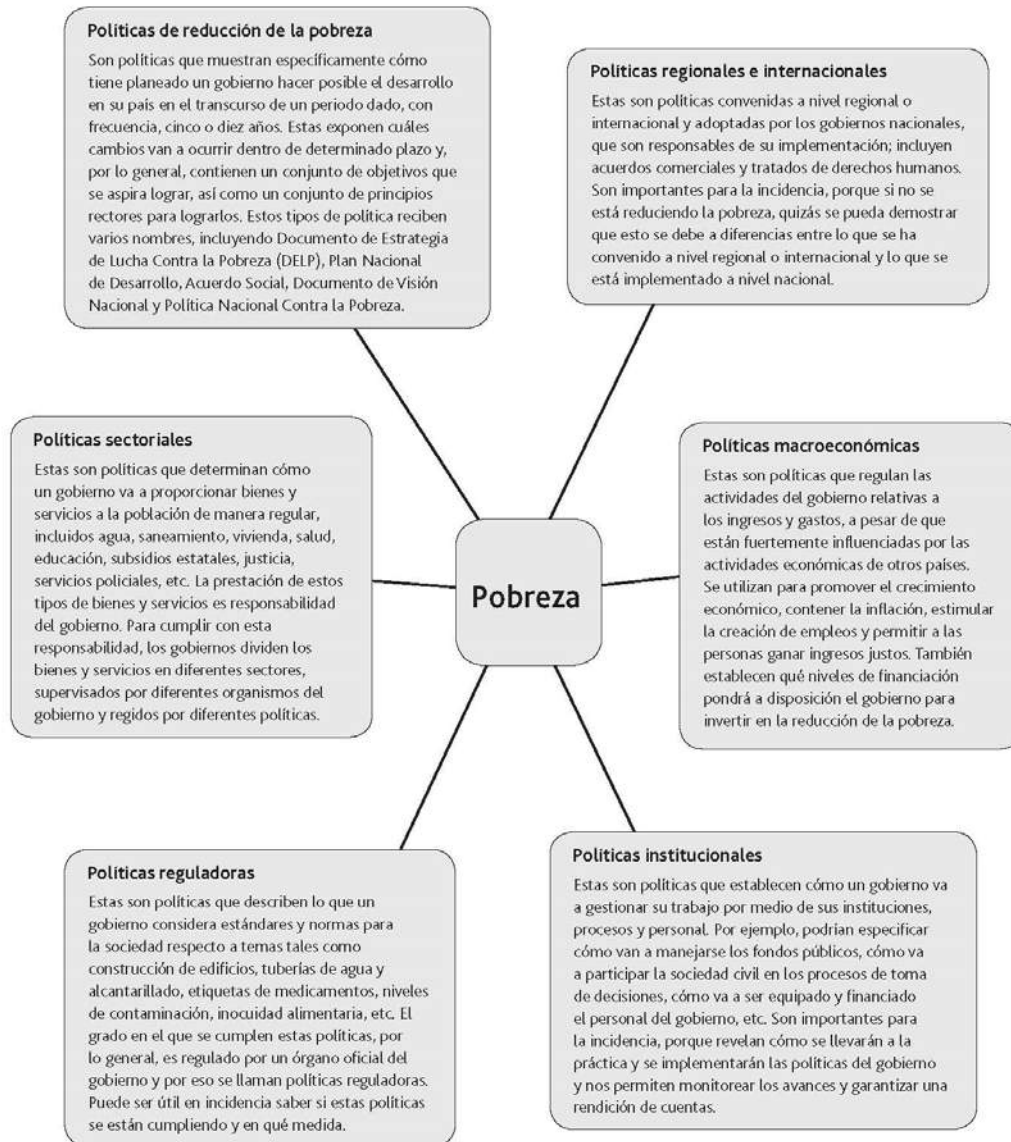 Políticas de reducción de la pobreza
Son políticas que muestran específicamente cómo
tiene planeado un gobierno hacer posible el desarrollo
en su país en el transcurso de un periodo dado, con
frecuencia, cinco o diez años. Estas exponen cuáles
cambios van a ocurrir dentro de determinado plazo y,
por lo general, contienen un conjunto de objetivos que
se aspira lograr, así como un conjunto de principios
rectores para lograrlos. Estos tipos de política reciben
varios nombres, incluyendo Documento de Estrategia
de Lucha Contra la Pobreza (DELP), Plan Nacional
de Desarrollo, Acuerdo Social, Documento de Visión
Nacional y Política Nacional Contra la Pobreza.
Políticas regionales e internacionales
Estas son políticas convenidas a nivel regional o
internacional y adoptadas por los gobiernos nacionales,
que son responsables de su implementación; incluyen
acuerdos comerciales y tratados de derechos humanos.
Son importantes para la incidencia, porque si no se
está reduciendo la pobreza, quizás se pueda demostrar
que esto se debe a diferencias entre lo que se ha
convenido a nivel regional o internacional y lo que se
está implementado a nivel nacional.
Políticas sectoriales
Estas son políticas que determinan cómo
un gobierno va a proporcionar bienes y
servicios a la población de manera regular,
incluidos agua, saneamiento, vivienda, salud,
educación, subsidios estatales, justicia,
servicios policiales, etc. La prestación de estos
tipos de bienes y servicios es responsabilidad
del gobierno. Para cumplir con esta
responsabilidad, los gobiernos dividen los
bienes y servicios en diferentes sectores,
supervisados por diferentes organismos del
gobierno y regidos por diferentes políticas.
Pobreza
Políticas macroeconómicas
Estas son políticas que regulan las
actividades del gobierno relativas a
los ingresos y gastos, a pesar de que
están fuertemente influenciadas por las
actividades económicas de otros países.
Se utilizan para promover el crecimiento
económico, contener la inflación, estimular
la creación de empleos y permitir a las
personas ganar ingresos justos. También
establecen qué niveles de financiación
pondrá a disposición el gobierno para
invertir en la reducción de la pobreza.
Políticas reguladoras
Estas son políticas que describen lo que un
gobierno considera estándares y normas para
la sociedad respecto a temas tales como
construcción de edificios, tuberías de agua y
alcantarillado, etiquetas de medicamentos, niveles
de contaminación, inocuidad alimentaria, etc. El
grado en el que se cumplen estas políticas, por
lo general, es regulado por un órgano oficial del
gobierno y por eso se llaman políticas reguladoras.
Puede ser útil en incidencia saber si estas políticas
se están cumpliendo y en qué medida.
Políticas institucionales
Estas son políticas que establecen cómo un gobierno va
a gestionar su trabajo por medio de sus instituciones,
procesos y personal. Por ejemplo, podrían especificar
cómo van a manejarse los fondos públicos, cómo va
a participar la sociedad civil en los procesos de toma
de decisiones, cómo va a ser equipado y financiado
el personal del gobierno, etc. Son importantes para
la incidencia, porque revelan cómo se llevarán a la
práctica y se implementarán las políticas del gobierno
y nos permiten monitorear los avances y garantizar una
rendición de cuentas.